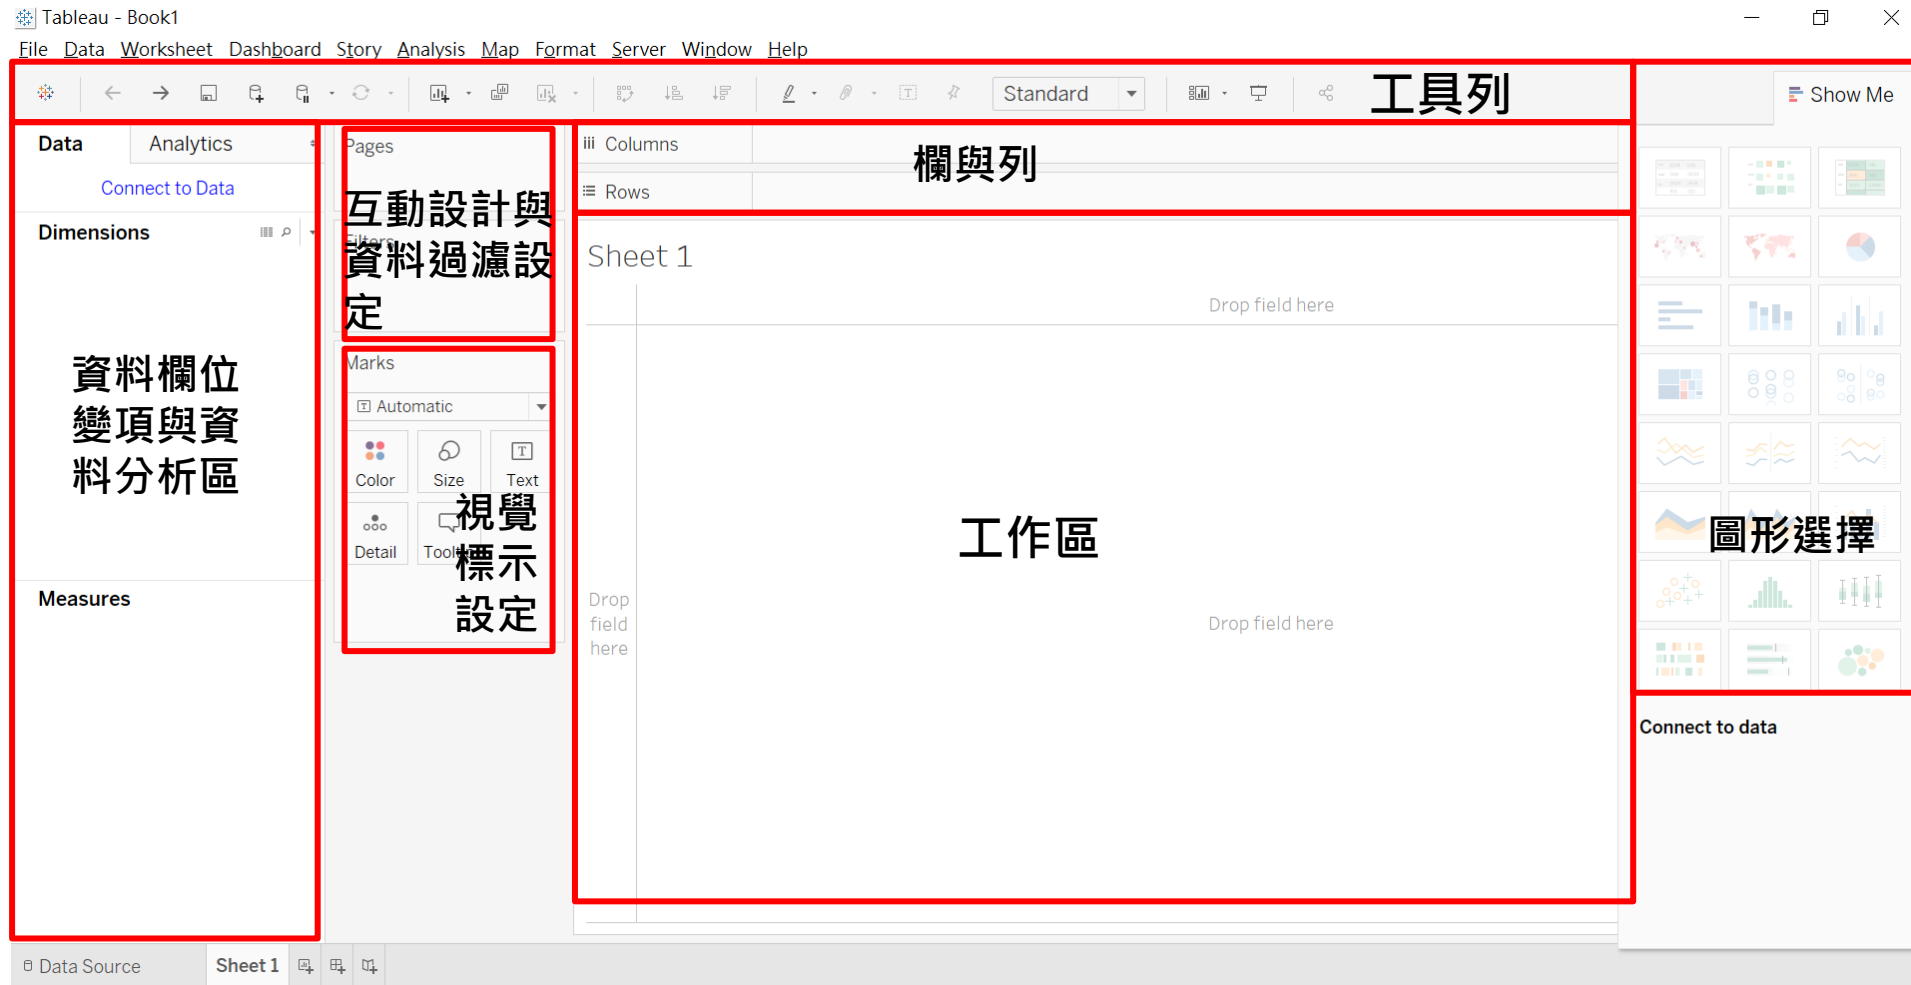 Tableau - Book1
File Data Worksheet Dashboard Story Analysis Map Format Server Window Help
Standard
工具列
Show Me
Data Analytics
Connect to Data
Dimensions
資料欄位
變項與資
料分析區
Measures
Pages
Filters
互動設計與
資料過濾設
定
Marks
Automatic
Color Size Text
Detail Tooltip
視覺
標示
設定
Columns
Rows
欄與列
Sheet 1
Drop field here
工作區
Drop
field
here
Drop field here
圖形選擇
Connect to data
Data Source Sheet 1